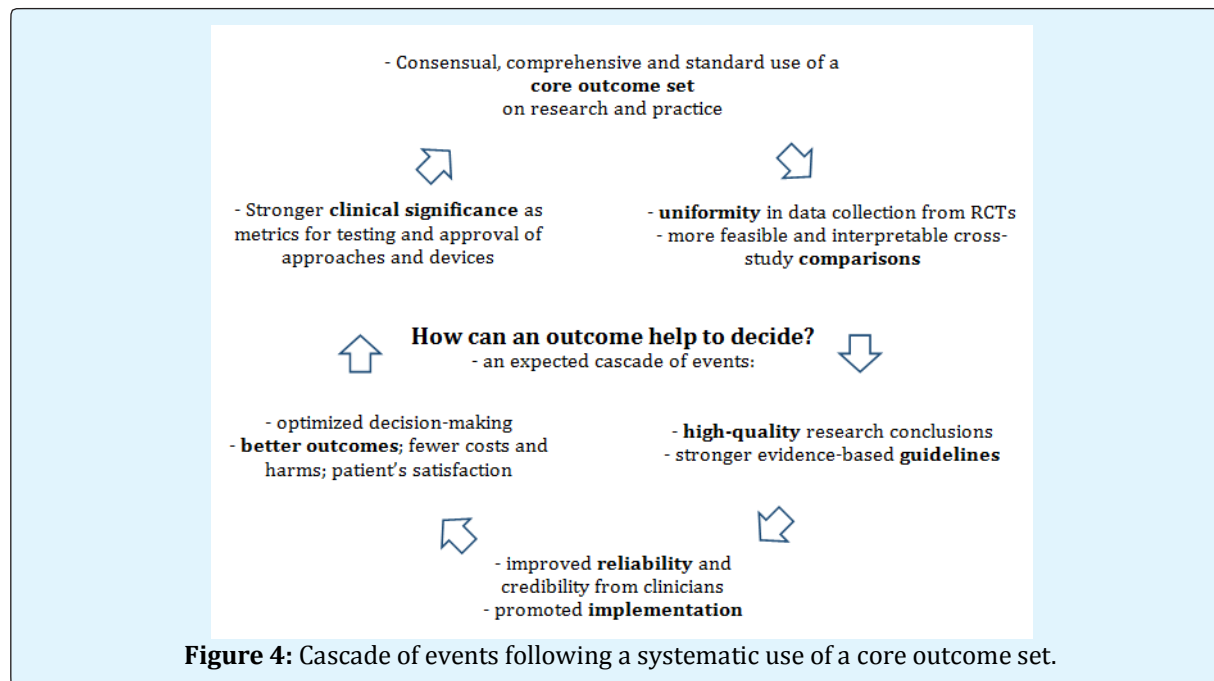 - Consensual, comprehensive and standard use of a
core outcome set
on research and practice
- Stronger clinical significance as
metrics for testing and approval of
approaches and devices
- uniformity in data collection from RCTs
- more feasible and interpretable cross-
study comparisons
How can an outcome help to decide?
- an expected cascade of events:
- optimized decision-making
- better outcomes; fewer costs and
harms; patient's satisfaction
- high-quality research conclusions
- stronger evidence-based guidelines
- improved reliability and
credibility from clinicians
- promoted implementation
Figure 4: Cascade of events following a systematic use of a core outcome set.